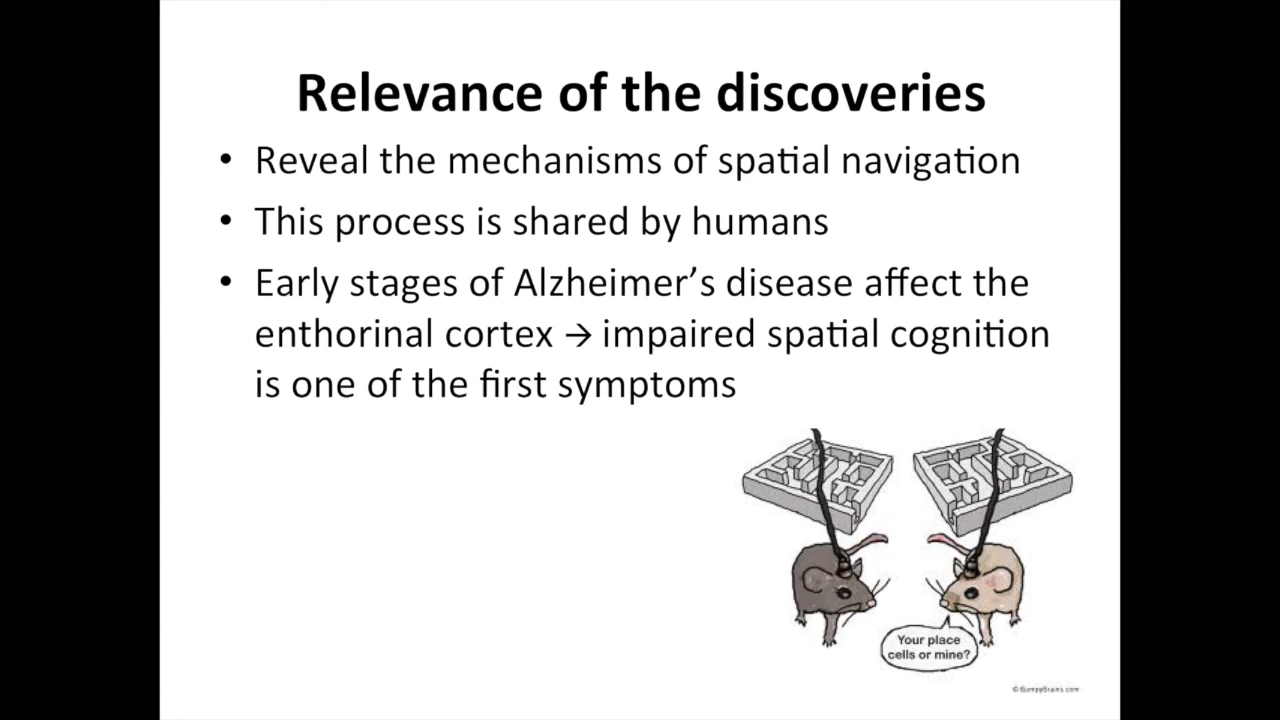 Relevance of the discoveries
• Reveal the mechanisms of spatial navigation
• This process is shared by humans
• Early stages of Alzheimer’s disease affect the
enthorinal cortex → impaired spatial cognition
is one of the first symptoms
Your place
cells or mine?
© BumpyBrains.com